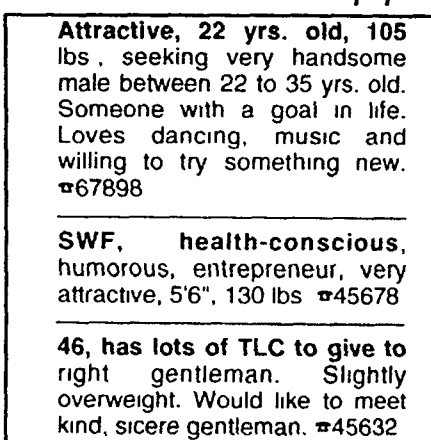 Attractive, 22 yrs. old, 105
lbs, seeking very handsome
male between 22 to 35 yrs. old.
Someone with a goal in life.
Loves dancing, music and
willing to try something new.
☎67898
SWF, health-conscious,
humorous, entrepreneur, very
attractive, 5'6", 130 lbs ☎45678
46, has lots of TLC to give to
right gentleman. Slightly
overweight. Would like to meet
kind, sicere gentleman. ☎45632